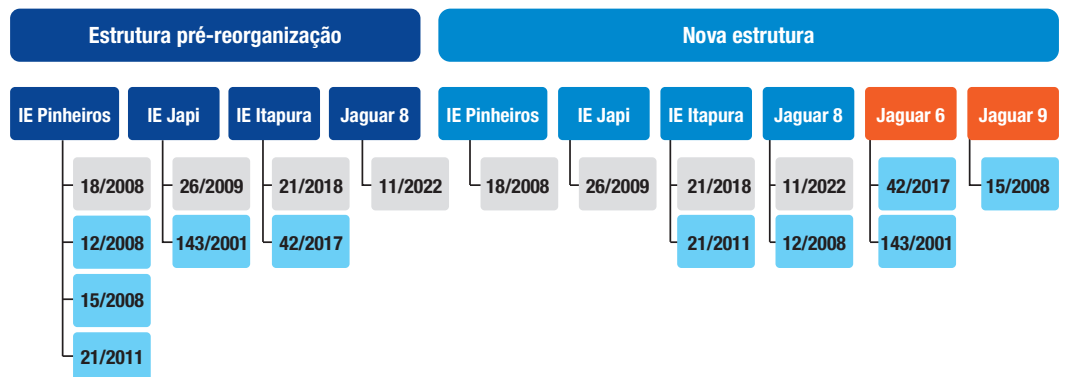 Estrutura pré-reorganização
Nova estrutura
IE Pinheiros
IE Japi
IE Itapura
Jaguar 8
IE Pinheiros
IE Japi
IE Itapura
Jaguar 8
Jaguar 6
Jaguar 9
18/2008
26/2009
21/2018
11/2022
18/2008
26/2009
21/2018
11/2022
42/2017
15/2008
12/2008
143/2001
42/2017
21/2011
12/2008
143/2001
15/2008
21/2011